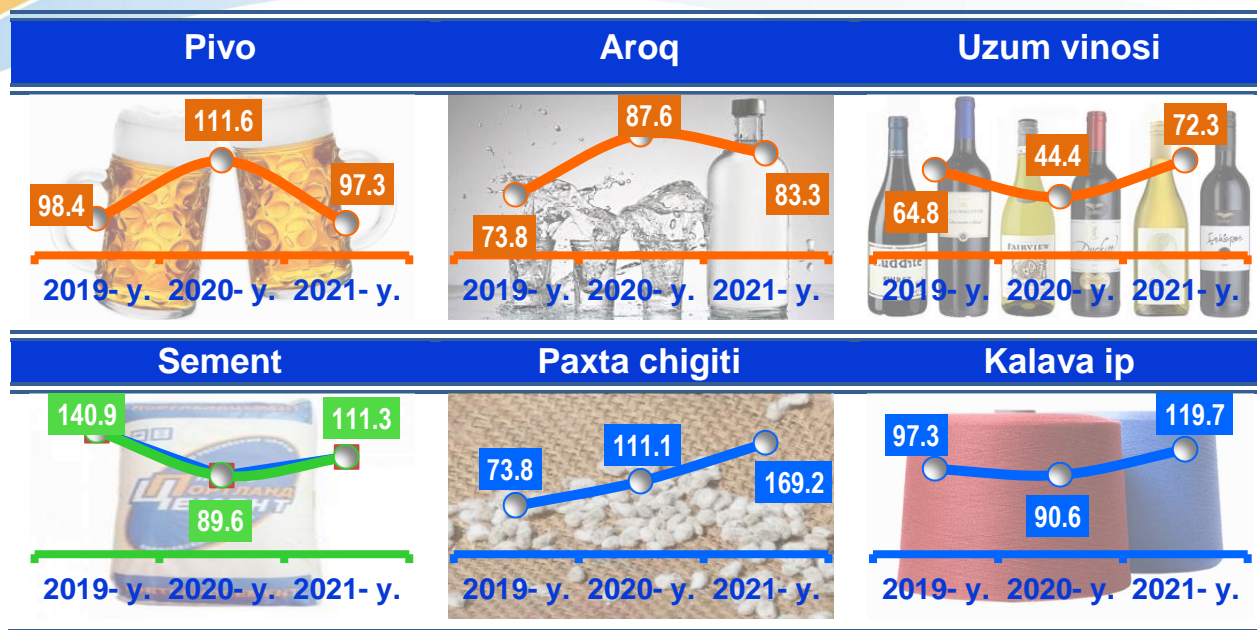 Pivo Aroq Uzum vinosi
98.4 111.6 97.3
2019- y. 2020- y. 2021- y.
73.8 87.6 83.3
2019- y. 2020- y. 2021- y.
64.8 44.4 72.3
FAIRVIEW
2019- y. 2020- y. 2021- y.
Sement Paxta chigiti Kalava ip
140.9 89.6 111.3
ПОРТЛАНД
ЦЕМЕНТ
2019- y. 2020- y. 2021- y.
73.8 111.1 169.2
2019- y. 2020- y. 2021- y.
97.3 90.6 119.7
2019- y. 2020- y. 2021- y.